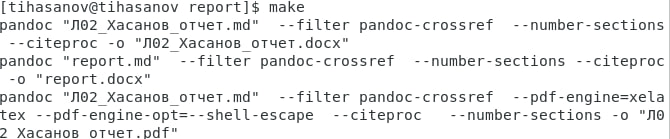 [tihasanov@tihasanov report]$ make
pandoc "Л02_Хасанов_отчет.md"  --filter pandoc-crossref  --number-sections
 --citeproc -o "Л02_Хасанов_отчет.docx"
pandoc "report.md"  --filter pandoc-crossref  --number-sections --citeproc
 -o "report.docx"
pandoc "Л02_Хасанов_отчет.md"  --filter pandoc-crossref  --pdf-engine=xela
tex --pdf-engine-opt=--shell-escape  --citeproc   --number-sections -o "Л0
2_Хасанов_отчет.pdf"